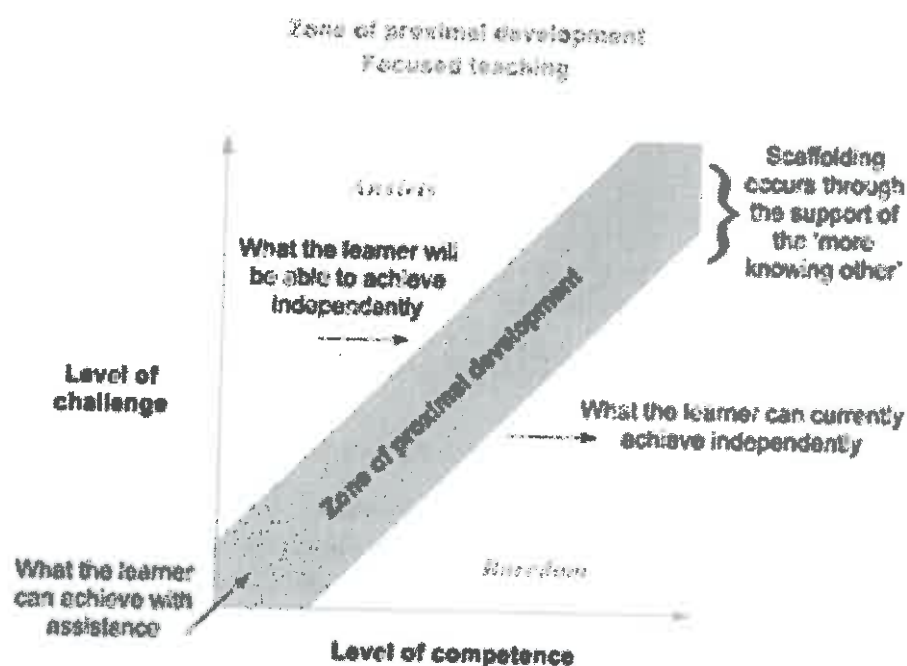 Zone of proximal development
Focused teaching
Anxiety
Scaffolding
occurs through
the support of
the 'more
knowing other'
What the learner will
be able to achieve
independently
Level of
challenge
Zone of proximal development
What the learner can currently
achieve independently
Boredom
What the learner
can achieve with
assistance
Level of competence